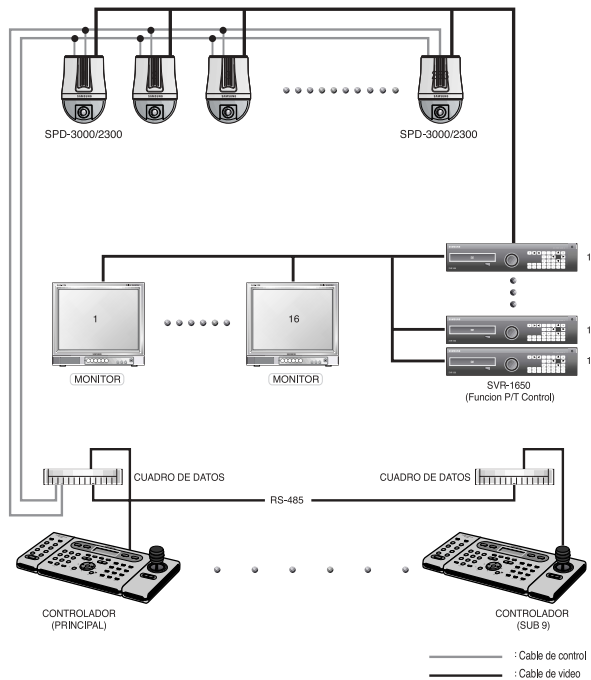 SPD-3000/2300
SPD-3000/2300
1
1
16
1
1
MONITOR
MONITOR
SVR-1650
(Funcion P/T Control)
CUADRO DE DATOS
CUADRO DE DATOS
RS-485
CONTROLADOR
(PRINCIPAL)
CONTROLADOR
(SUB 9)
: Cable de control
: Cable de video